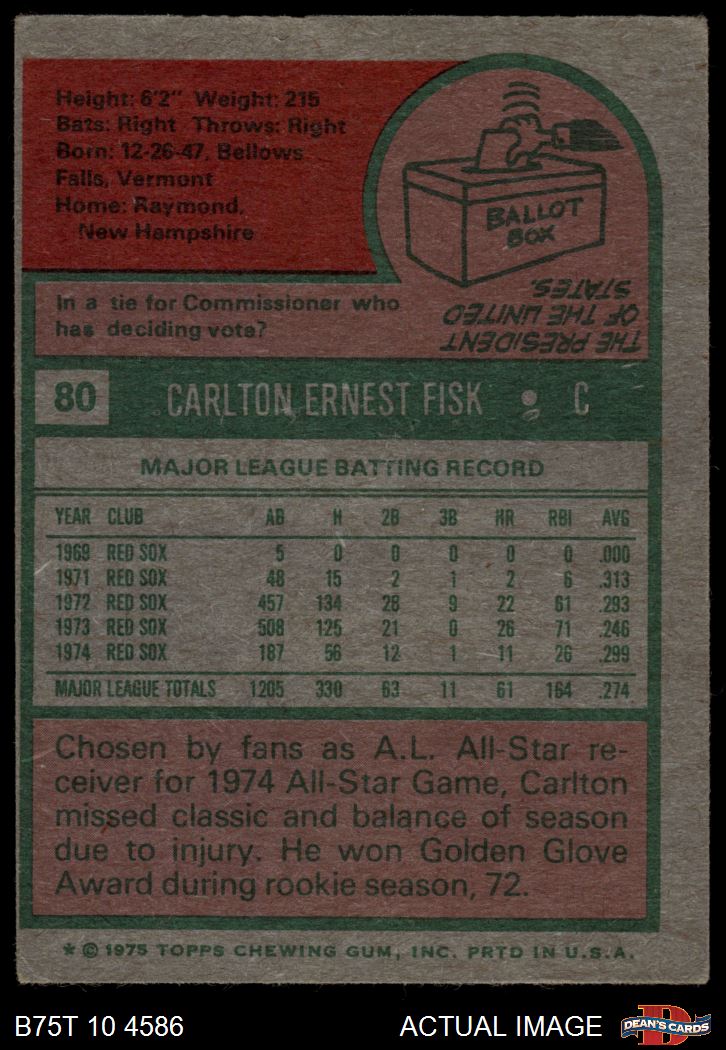 Height: 6'2" Weight: 215
Bats: Right Throws: Right
Born: 12-26-47, Bellows
Falls, Vermont
Home: Raymond,
New Hampshire
BALLOT
BOX
In a tie for Commissioner who
has deciding vote?
THE PRESIDENT
OF THE UNITED
STATES.
80 CARLTON ERNEST FISK • C
MAJOR LEAGUE BATTING RECORD
YEAR CLUB AB H 2B 3B HR RBI AVG
1969 RED SOX 5 0 0 0 0 0 .000
1971 RED SOX 48 15 2 1 2 6 .313
1972 RED SOX 457 134 28 9 22 61 .293
1973 RED SOX 508 125 21 0 26 71 .246
1974 RED SOX 187 56 12 1 11 26 .299
MAJOR LEAGUE TOTALS 1205 330 63 11 61 164 .274
Chosen by fans as A.L. All-Star re-
ceiver for 1974 All-Star Game, Carlton
missed classic and balance of season
due to injury. He won Golden Glove
Award during rookie season, 72.
* © 1975 TOPPS CHEWING GUM, INC. PRTD IN U.S.A.
B75T 10 4586 ACTUAL IMAGE DEAN'S CARDS